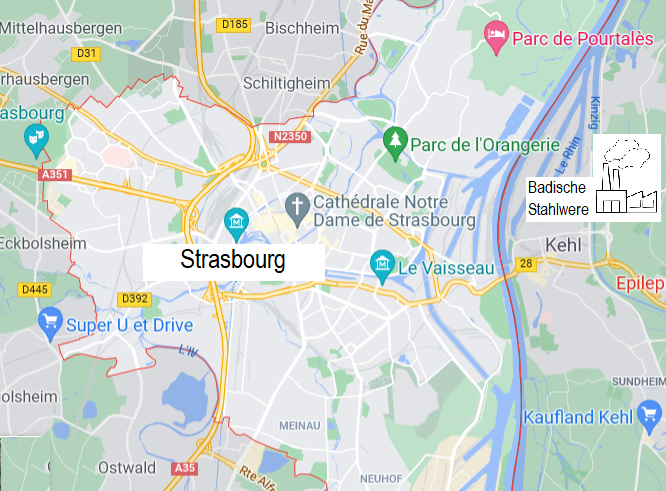 Mittelhausbergen
D185
Bischheim
Rue du Ma
Parc de Pourtalès
D31
rhausbergen
Schiltigheim
Kinzig
asbourg
N2350
Parc de l'Orangerie
Le Rhin
A351
Badische
Stahlwere
Cathédrale Notre
Dame de Strasbourg
Eckbolsheim
Kehl
Strasbourg
Le Vaisseau
28
Epilep
D445
D392
Super U et Drive
L'Ill
SUNDHEIM
olsheim
Kaufland Kehl
MEINAU
Ostwald
A35
Rte Alfr
NEUHOF